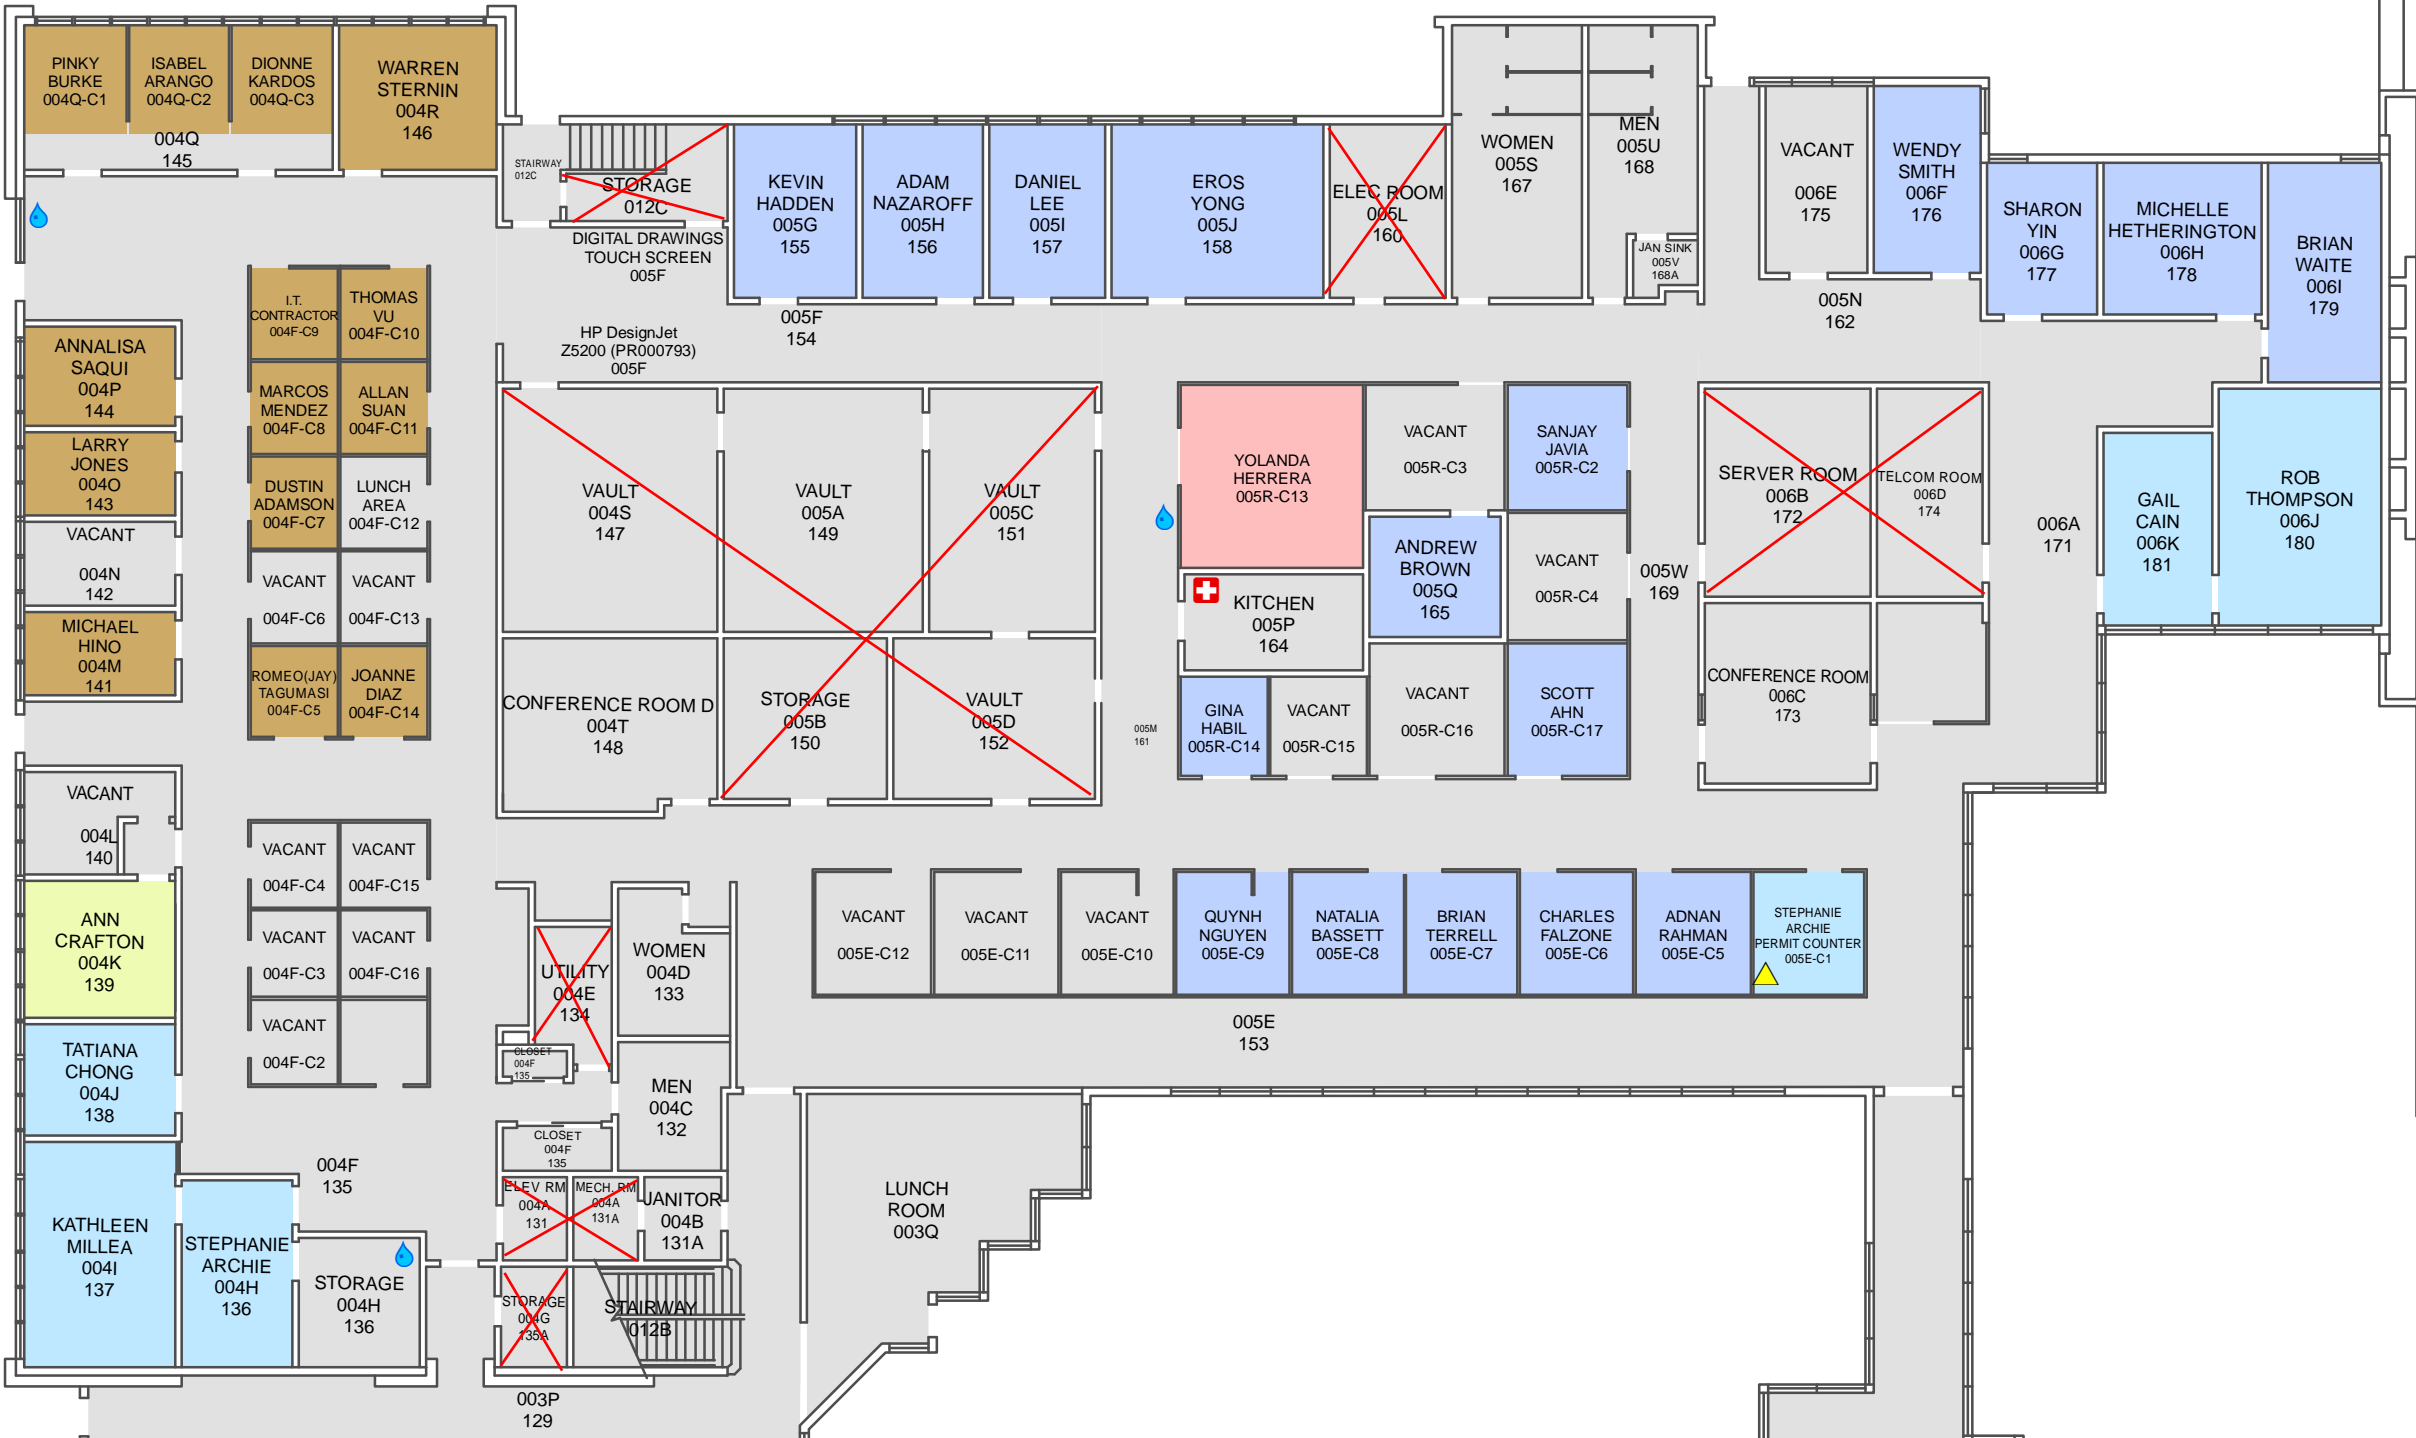 PINKY
BURKE
004Q-C1
ISABEL
ARANGO
004Q-C2
DIONNE
KARDOS
004Q-C3
004Q
145
WARREN
STERNIN
004R
146
STAIRWAY
012C
STORAGE
012C
DIGITAL DRAWINGS
TOUCH SCREEN
005F
KEVIN
HADDEN
005G
155
ADAM
NAZAROFF
005H
156
DANIEL
LEE
005I
157
EROS
YONG
005J
158
ELEC ROOM
005L
160
WOMEN
005S
167
MEN
005U
168
JAN SINK
005V
168A
VACANT
006E
175
WENDY
SMITH
006F
176
SHARON
YIN
006G
177
MICHELLE
HETHERINGTON
006H
178
BRIAN
WAITE
006I
179
005N
162
005F
154
HP DesignJet
Z5200 (PR000793)
005F
I.T.
CONTRACTOR
004F-C9
THOMAS
VU
004F-C10
ANNALISA
SAQUI
004P
144
MARCOS
MENDEZ
004F-C8
ALLAN
SUAN
004F-C11
LARRY
JONES
004O
143
DUSTIN
ADAMSON
004F-C7
LUNCH
AREA
004F-C12
VACANT
004N
142
VACANT
004F-C6
VACANT
004F-C13
MICHAEL
HINO
004M
141
ROMEO(JAY)
TAGUMASI
004F-C5
JOANNE
DIAZ
004F-C14
VAULT
004S
147
VAULT
005A
149
VAULT
005C
151
CONFERENCE ROOM D
004T
148
STORAGE
005B
150
VAULT
005D
152
005M
161
YOLANDA
HERRERA
005R-C13
VACANT
005R-C3
SANJAY
JAVIA
005R-C2
KITCHEN
005P
164
ANDREW
BROWN
005Q
165
VACANT
005R-C4
GINA
HABIL
005R-C14
VACANT
005R-C15
VACANT
005R-C16
SCOTT
AHN
005R-C17
005W
169
SERVER ROOM
006B
172
TELCOM ROOM
006D
174
CONFERENCE ROOM
006C
173
006A
171
GAIL
CAIN
006K
181
ROB
THOMPSON
006J
180
VACANT
004L
140
VACANT
004F-C4
VACANT
004F-C15
ANN
CRAFTON
004K
139
VACANT
004F-C3
VACANT
004F-C16
VACANT
004F-C2
TATIANA
CHONG
004J
138
KATHLEEN
MILLEA
004I
137
STEPHANIE
ARCHIE
004H
136
STORAGE
004H
136
004F
135
UTILITY
004E
134
WOMEN
004D
133
CLOSET
004F
135
MEN
004C
132
CLOSET
004F
135
ELEV RM
004A
131
MECH. RM
004A
131A
JANITOR
004B
131A
STORAGE
004G
135A
STAIRWAY
012B
003P
129
VACANT
005E-C12
VACANT
005E-C11
VACANT
005E-C10
QUYNH
NGUYEN
005E-C9
NATALIA
BASSETT
005E-C8
BRIAN
TERRELL
005E-C7
CHARLES
FALZONE
005E-C6
ADNAN
RAHMAN
005E-C5
STEPHANIE
ARCHIE
PERMIT COUNTER
005E-C1
005E
153
LUNCH
ROOM
003Q